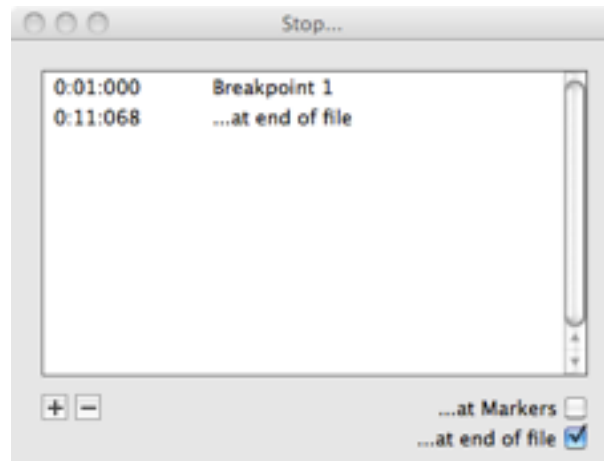 Stop...
0:01:000 Breakpoint 1
0:11:068 ...at end of file
+ −
...at Markers
...at end of file